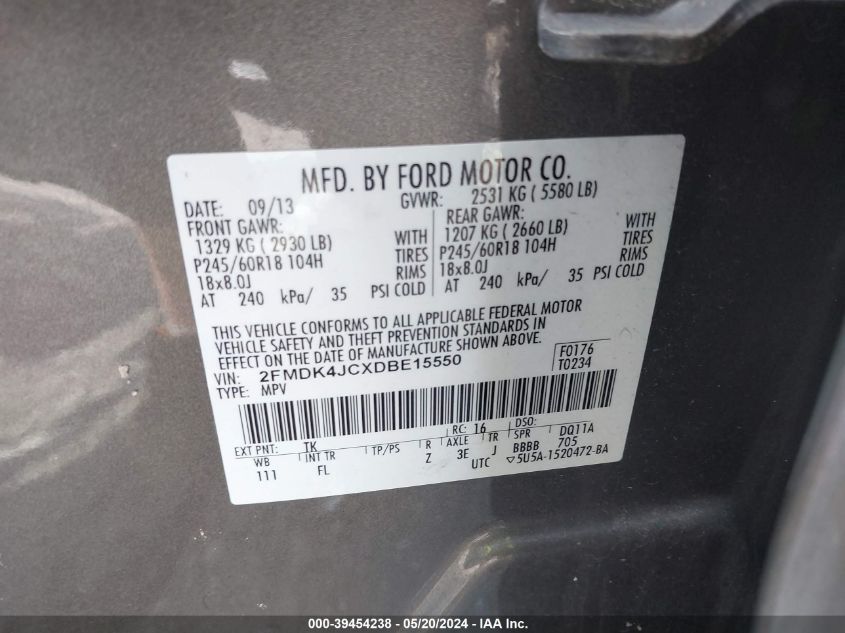 MFD. BY FORD MOTOR CO.
DATE: 09/13 GVWR: 2531 KG ( 5580 LB)
FRONT GAWR: REAR GAWR:
1329 KG ( 2930 LB) WITH 1207 KG ( 2660 LB) WITH
P245/60R18 104H TIRES P245/60R18 104H TIRES
18x8.0J RIMS 18x8.0J RIMS
AT 240 kPa/ 35 PSI COLD AT 240 kPa/ 35 PSI COLD
THIS VEHICLE CONFORMS TO ALL APPLICABLE FEDERAL MOTOR
VEHICLE SAFETY AND THEFT PREVENTION STANDARDS IN
EFFECT ON THE DATE OF MANUFACTURE SHOWN ABOVE.
VIN: 2FMDK4JCXDBE15550 F0176
TYPE: MPV T0234
EXT PNT: TK RC: 16 DSO: DQ11A
WB INT TR TP/PS R AXLE TR SPR 705
111 FL Z 3E J BBBB
UTC ▽5U5A-1520472-BA
000-39454238 - 05/20/2024 - IAA Inc.